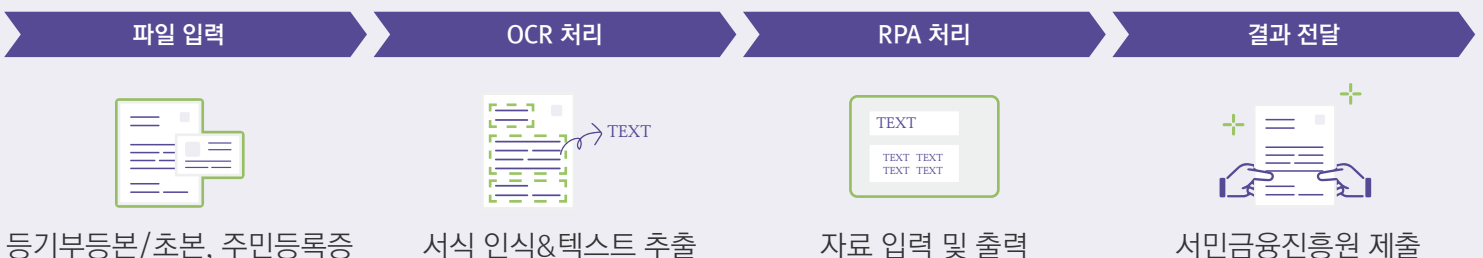 파일 입력
OCR 처리
RPA 처리
결과 전달
TEXT
TEXT
TEXT TEXT
TEXT TEXT
등기부등본/초본, 주민등록증
서식 인식&텍스트 추출
자료 입력 및 출력
서민금융진흥원 제출